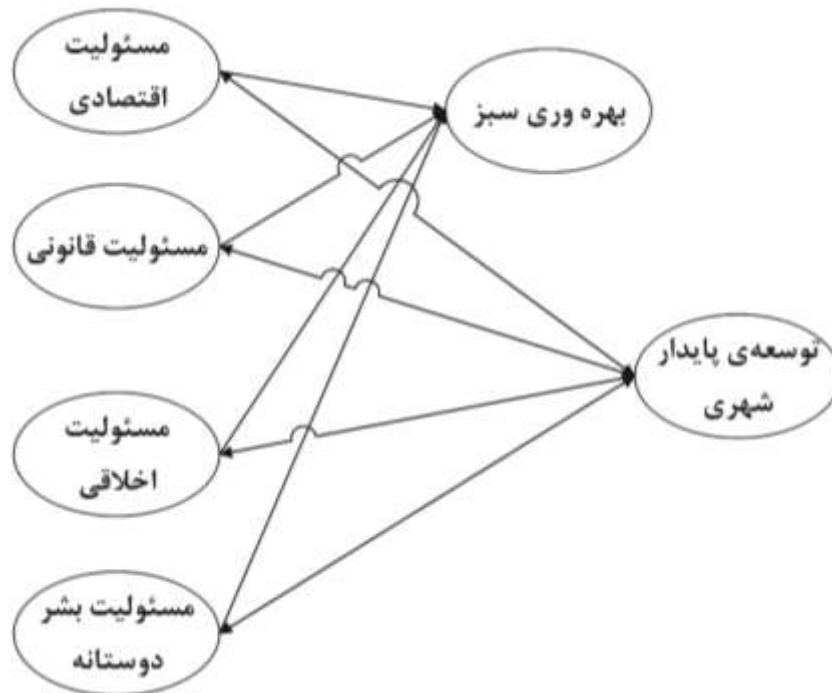 مسئولیت
اقتصادی
بهره وری سبز
مسئولیت قانونی
توسعه‌ی پایدار
شهری
مسئولیت
اخلاقی
مسئولیت بشر
دوستانه